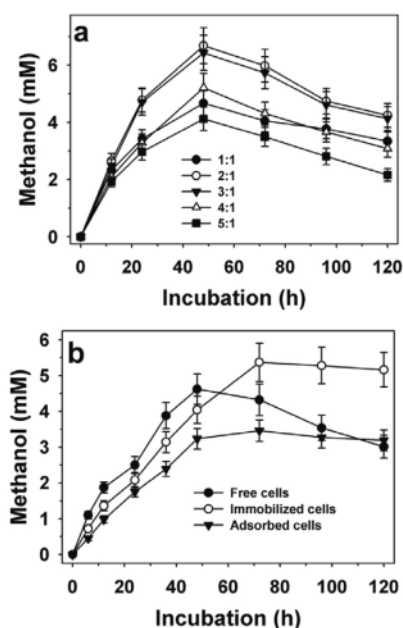 a
Methanol (mM)
6
4
2
0
1:1
2:1
3:1
4:1
5:1
0 20 40 60 80 100 120
Incubation (h)
b
Methanol (mM)
6
5
4
3
2
1
0
Free cells
Immobilized cells
Adsorbed cells
0 20 40 60 80 100 120
Incubation (h)